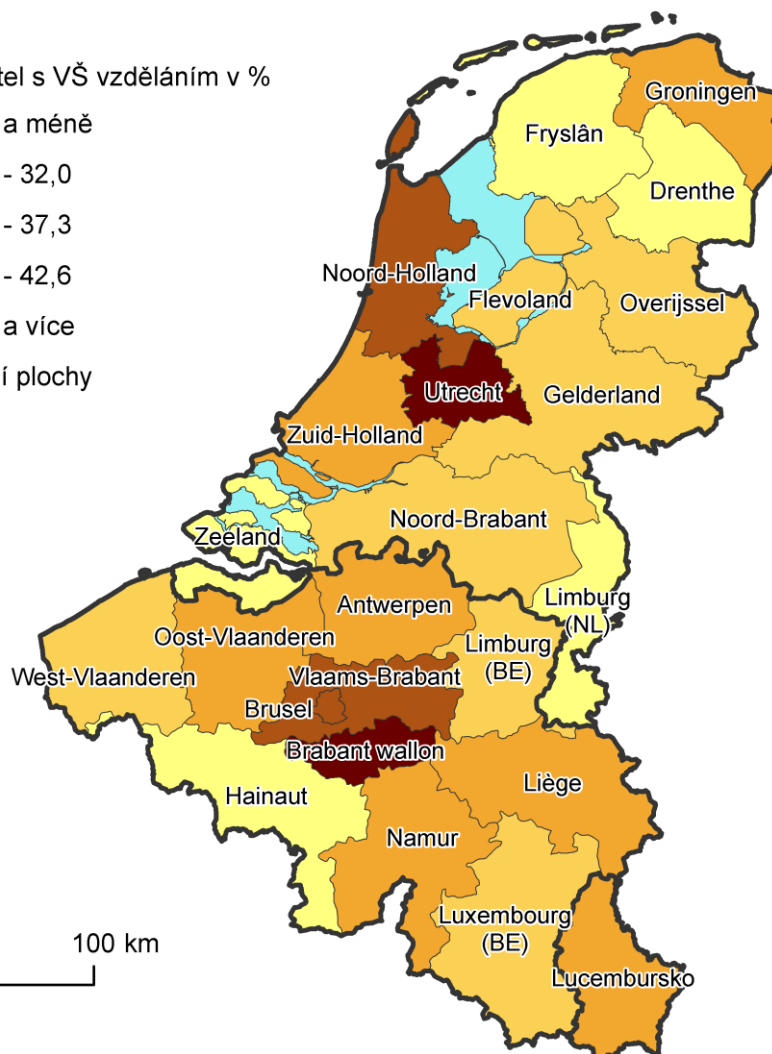 tel s VŠ vzděláním v %
a méně
- 32,0
- 37,3
- 42,6
a více
í plochy
Groningen
Fryslân
Drenthe
Noord-Holland
Flevoland
Overijssel
Utrecht
Gelderland
Zuid-Holland
Noord-Brabant
Zeeland
Limburg
(NL)
Antwerpen
Oost-Vlaanderen
Limburg
(BE)
West-Vlaanderen
Vlaams-Brabant
Brusel
Brabant wallon
Liège
Hainaut
Namur
Luxembourg
(BE)
100 km
Lucembursko